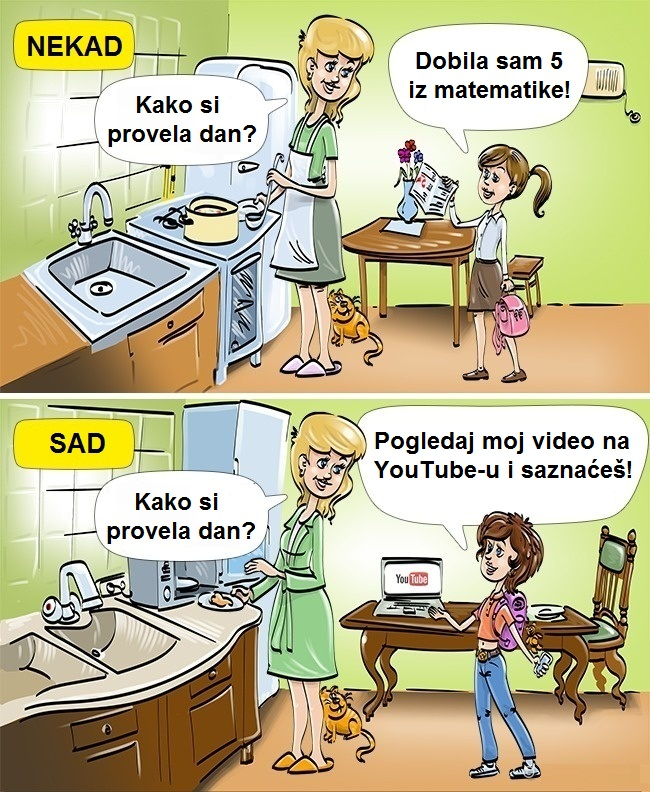 NEKAD
Kako si
provela dan?
Dobila sam 5
iz matematike!
SAD
Kako si
provela dan?
Pogledaj moj video na
YouTube-u i saznaćeš!
YouTube